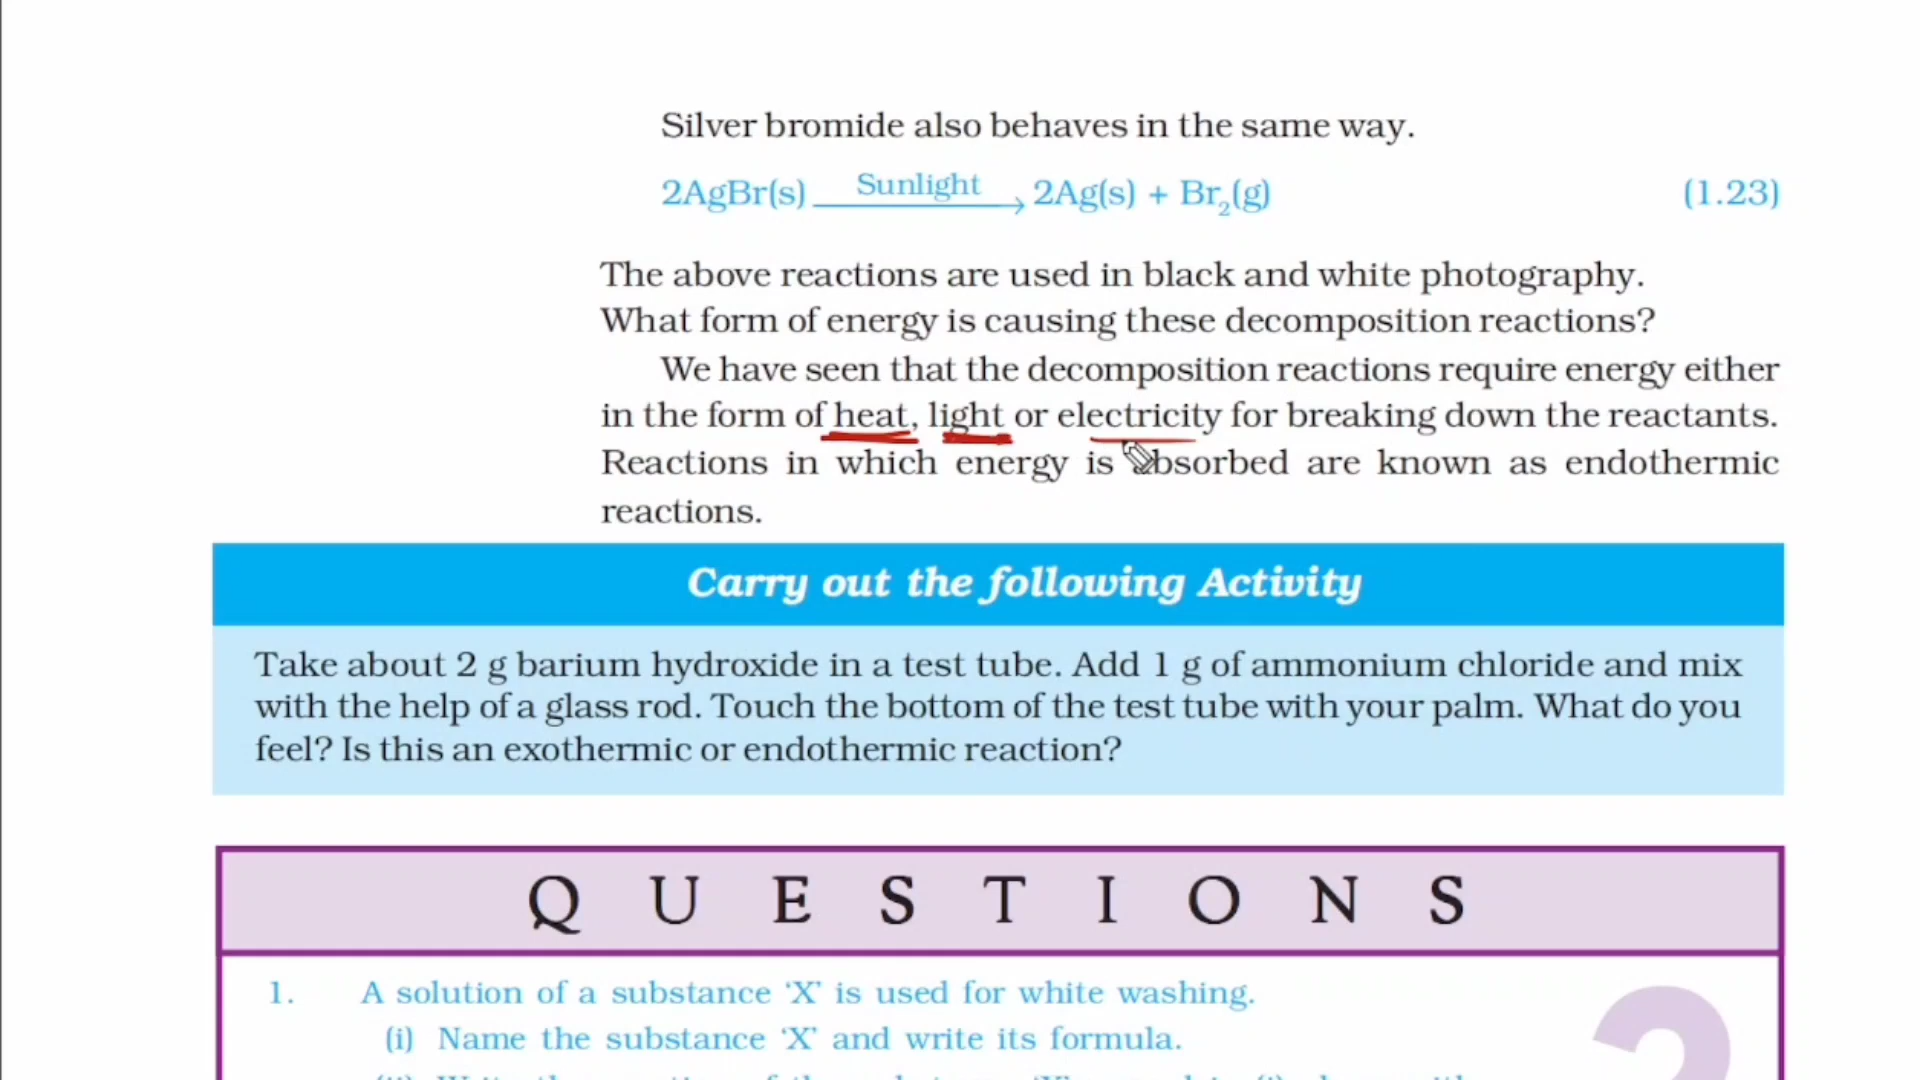 Silver bromide also behaves in the same way.
2AgBr(s) Sunlight → 2Ag(s) + Br₂(g) (1.23)
The above reactions are used in black and white photography.
What form of energy is causing these decomposition reactions?
We have seen that the decomposition reactions require energy either
in the form of heat, light or electricity for breaking down the reactants.
Reactions in which energy is absorbed are known as endothermic
reactions.
Carry out the following Activity
Take about 2 g barium hydroxide in a test tube. Add 1 g of ammonium chloride and mix
with the help of a glass rod. Touch the bottom of the test tube with your palm. What do you
feel? Is this an exothermic or endothermic reaction?
QUESTIONS
1. A solution of a substance ‘X’ is used for white washing.
(i) Name the substance ‘X’ and write its formula.